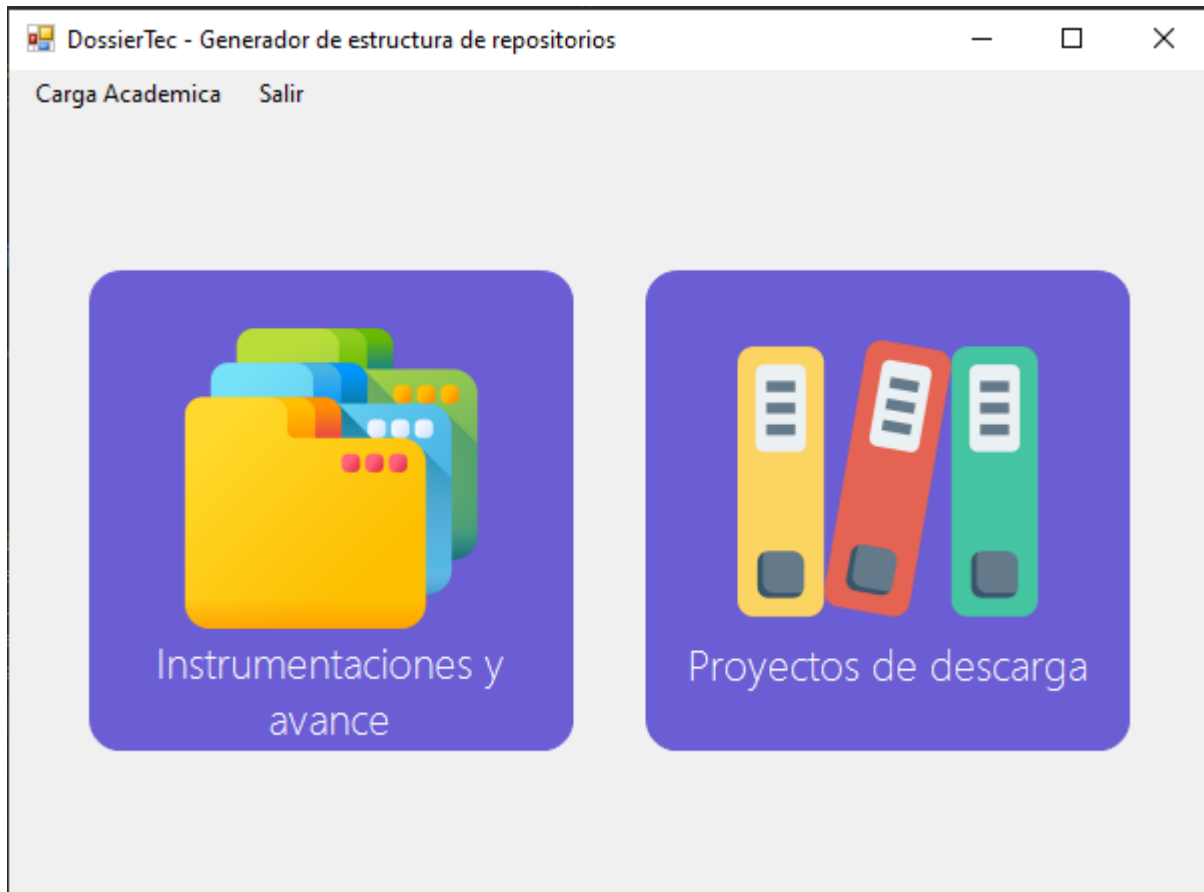 DossierTec - Generador de estructura de repositorios
Carga Academica Salir
Instrumentaciones y
avance
Proyectos de descarga